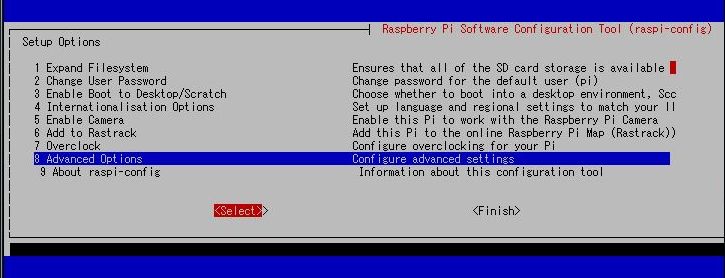 Raspberry Pi Software Configuration Tool (raspi-config)
Setup Options
1 Expand Filesystem Ensures that all of the SD card storage is available
2 Change User Password Change password for the default user (pi)
3 Enable Boot to Desktop/Scratch Choose whether to boot into a desktop environment, Scc
4 Internationalisation Options Set up language and regional settings to match your ll
5 Enable Camera Enable this Pi to work with the Raspberry Pi Camera
6 Add to Rastrack Add this Pi to the online Raspberry Pi Map (Rastrack))
7 Overclock Configure overclocking for your Pi
8 Advanced Options Configure advanced settings
9 About raspi-config Information about this configuration tool
<Select>> <Finish>